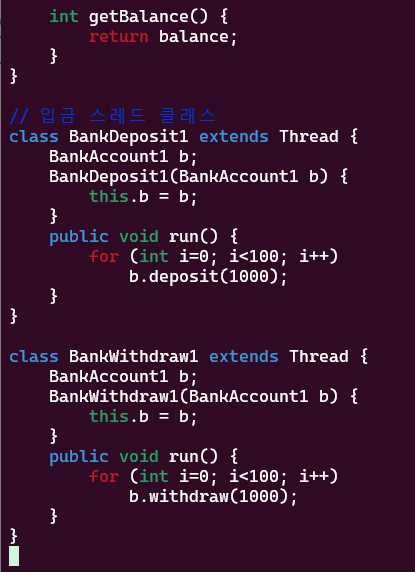 int getBalance() {
        return balance;
    }
}

// 입금 스레드 클래스
class BankDeposit1 extends Thread {
    BankAccount1 b;
    BankDeposit1(BankAccount1 b) {
        this.b = b;
    }
    public void run() {
        for (int i=0; i<100; i++)
            b.deposit(1000);
    }
}

class BankWithdraw1 extends Thread {
    BankAccount1 b;
    BankWithdraw1(BankAccount1 b) {
        this.b = b;
    }
    public void run() {
        for (int i=0; i<100; i++)
            b.withdraw(1000);
    }
}